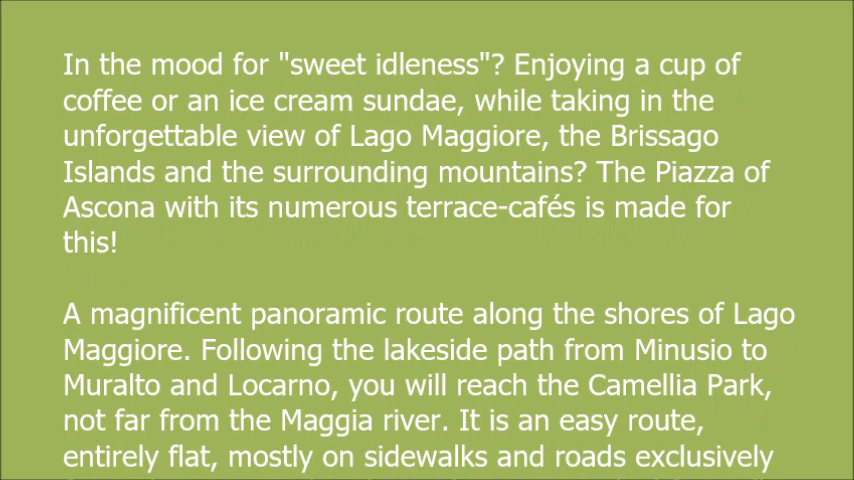 In the mood for "sweet idleness"? Enjoying a cup of
coffee or an ice cream sundae, while taking in the
unforgettable view of Lago Maggiore, the Brissago
Islands and the surrounding mountains? The Piazza of
Ascona with its numerous terrace-cafés is made for
this!
A magnificent panoramic route along the shores of Lago
Maggiore. Following the lakeside path from Minusio to
Muralto and Locarno, you will reach the Camellia Park,
not far from the Maggia river. It is an easy route,
entirely flat, mostly on sidewalks and roads exclusively